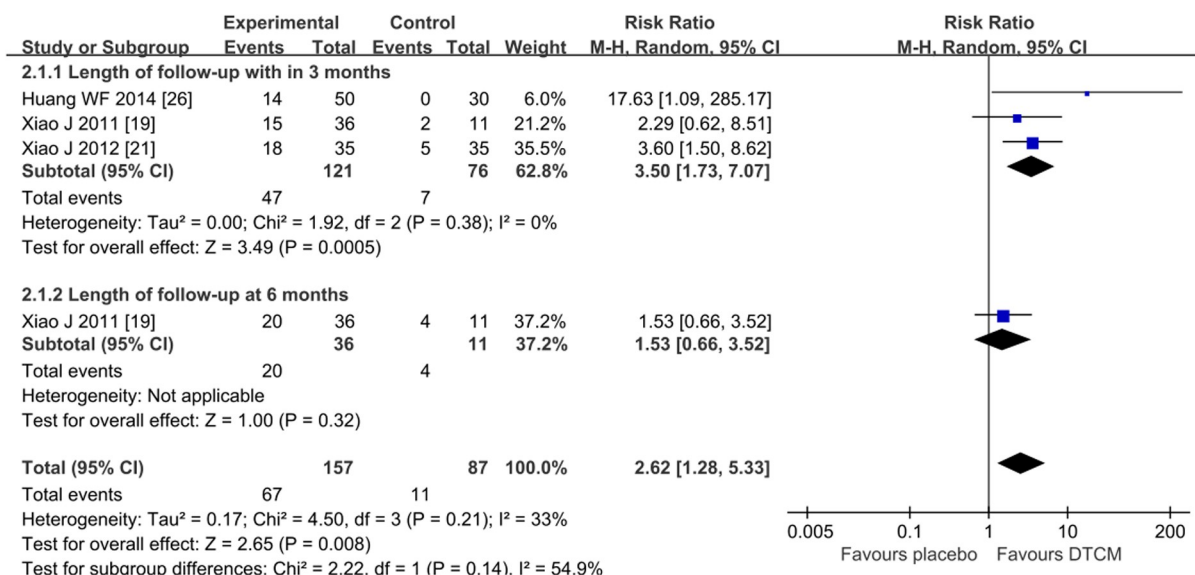 Experimental Control Risk Ratio Risk Ratio
Study or Subgroup Events Total Events Total Weight M-H, Random, 95% CI M-H, Random, 95% CI
2.1.1 Length of follow-up with in 3 months
Huang WF 2014 [26] 14 50 0 30 6.0% 17.63 [1.09, 285.17]
Xiao J 2011 [19] 15 36 2 11 21.2% 2.29 [0.62, 8.51]
Xiao J 2012 [21] 18 35 5 35 35.5% 3.60 [1.50, 8.62]
Subtotal (95% CI) 121 76 62.8% 3.50 [1.73, 7.07]
Total events 47 7
Heterogeneity: Tau² = 0.00; Chi² = 1.92, df = 2 (P = 0.38); I² = 0%
Test for overall effect: Z = 3.49 (P = 0.0005)
2.1.2 Length of follow-up at 6 months
Xiao J 2011 [19] 20 36 4 11 37.2% 1.53 [0.66, 3.52]
Subtotal (95% CI) 36 11 37.2% 1.53 [0.66, 3.52]
Total events 20 4
Heterogeneity: Not applicable
Test for overall effect: Z = 1.00 (P = 0.32)
Total (95% CI) 157 87 100.0% 2.62 [1.28, 5.33]
Total events 67 11
Heterogeneity: Tau² = 0.17; Chi² = 4.50, df = 3 (P = 0.21); I² = 33%
Test for overall effect: Z = 2.65 (P = 0.008)
Test for subgroup differences: Chi² = 2.22, df = 1 (P = 0.14), I² = 54.9%
0.005 0.1 1 10 200
Favours placebo Favours DTCM